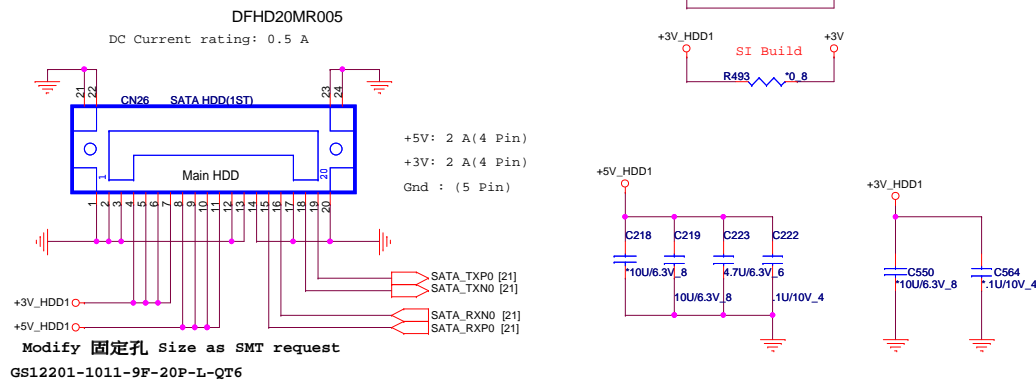 DFHD20MR005
DC Current rating: 0.5 A
21
22
23
24
CN26 SATA HDD(1ST)
1
20
Main HDD
1
2
3
4
5
6
7
8
9
10
11
12
13
14
15
16
17
18
19
20
+5V: 2 A(4 Pin)
+3V: 2 A(4 Pin)
Gnd : (5 Pin)
SATA_TXP0 [21]
SATA_TXN0 [21]
SATA_RXN0 [21]
SATA_RXP0 [21]
+3V_HDD1
+5V_HDD1
Modify 固定孔 Size as SMT request
GS12201-1011-9F-20P-L-QT6
+3V_HDD1
+3V
SI Build
R493
*0_8
+5V_HDD1
C218
C219
C223
C222
*10U/6.3V_8
4.7U/6.3V_6
10U/6.3V_8
.1U/10V_4
+3V_HDD1
C550
*10U/6.3V_8
C564
*.1U/10V_4